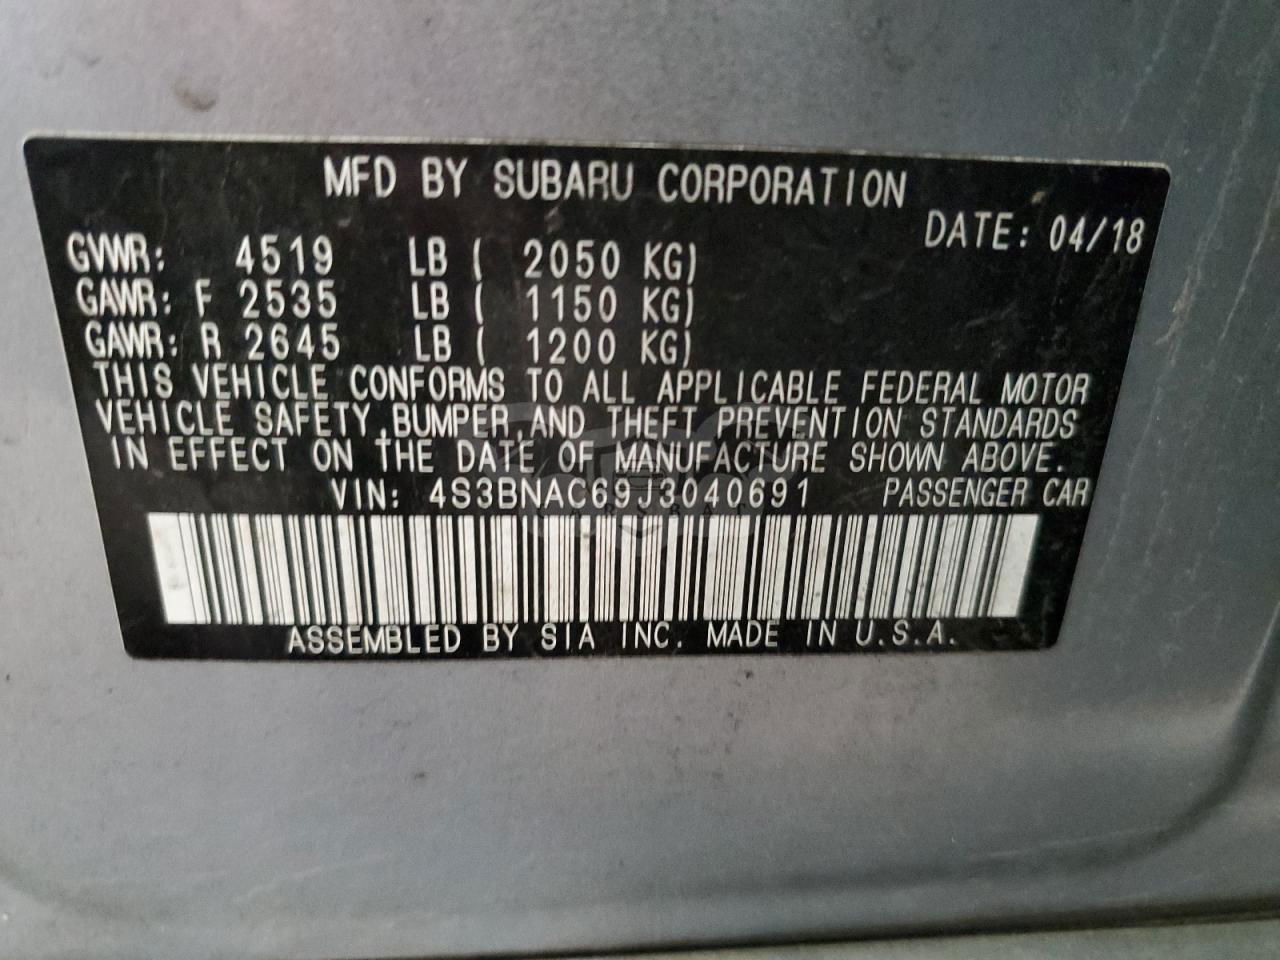 MFD BY SUBARU CORPORATION
DATE: 04/18
GVWR: 4519 LB ( 2050 KG)
GAWR: F 2535 LB ( 1150 KG)
GAWR: R 2645 LB ( 1200 KG)
THIS VEHICLE CONFORMS TO ALL APPLICABLE FEDERAL MOTOR
VEHICLE SAFETY,BUMPER,AND THEFT PREVENTION STANDARDS
IN EFFECT ON THE DATE OF MANUFACTURE SHOWN ABOVE.
VIN: 4S3BNAC69J3040691 PASSENGER CAR
ASSEMBLED BY SIA INC. MADE IN U.S.A.